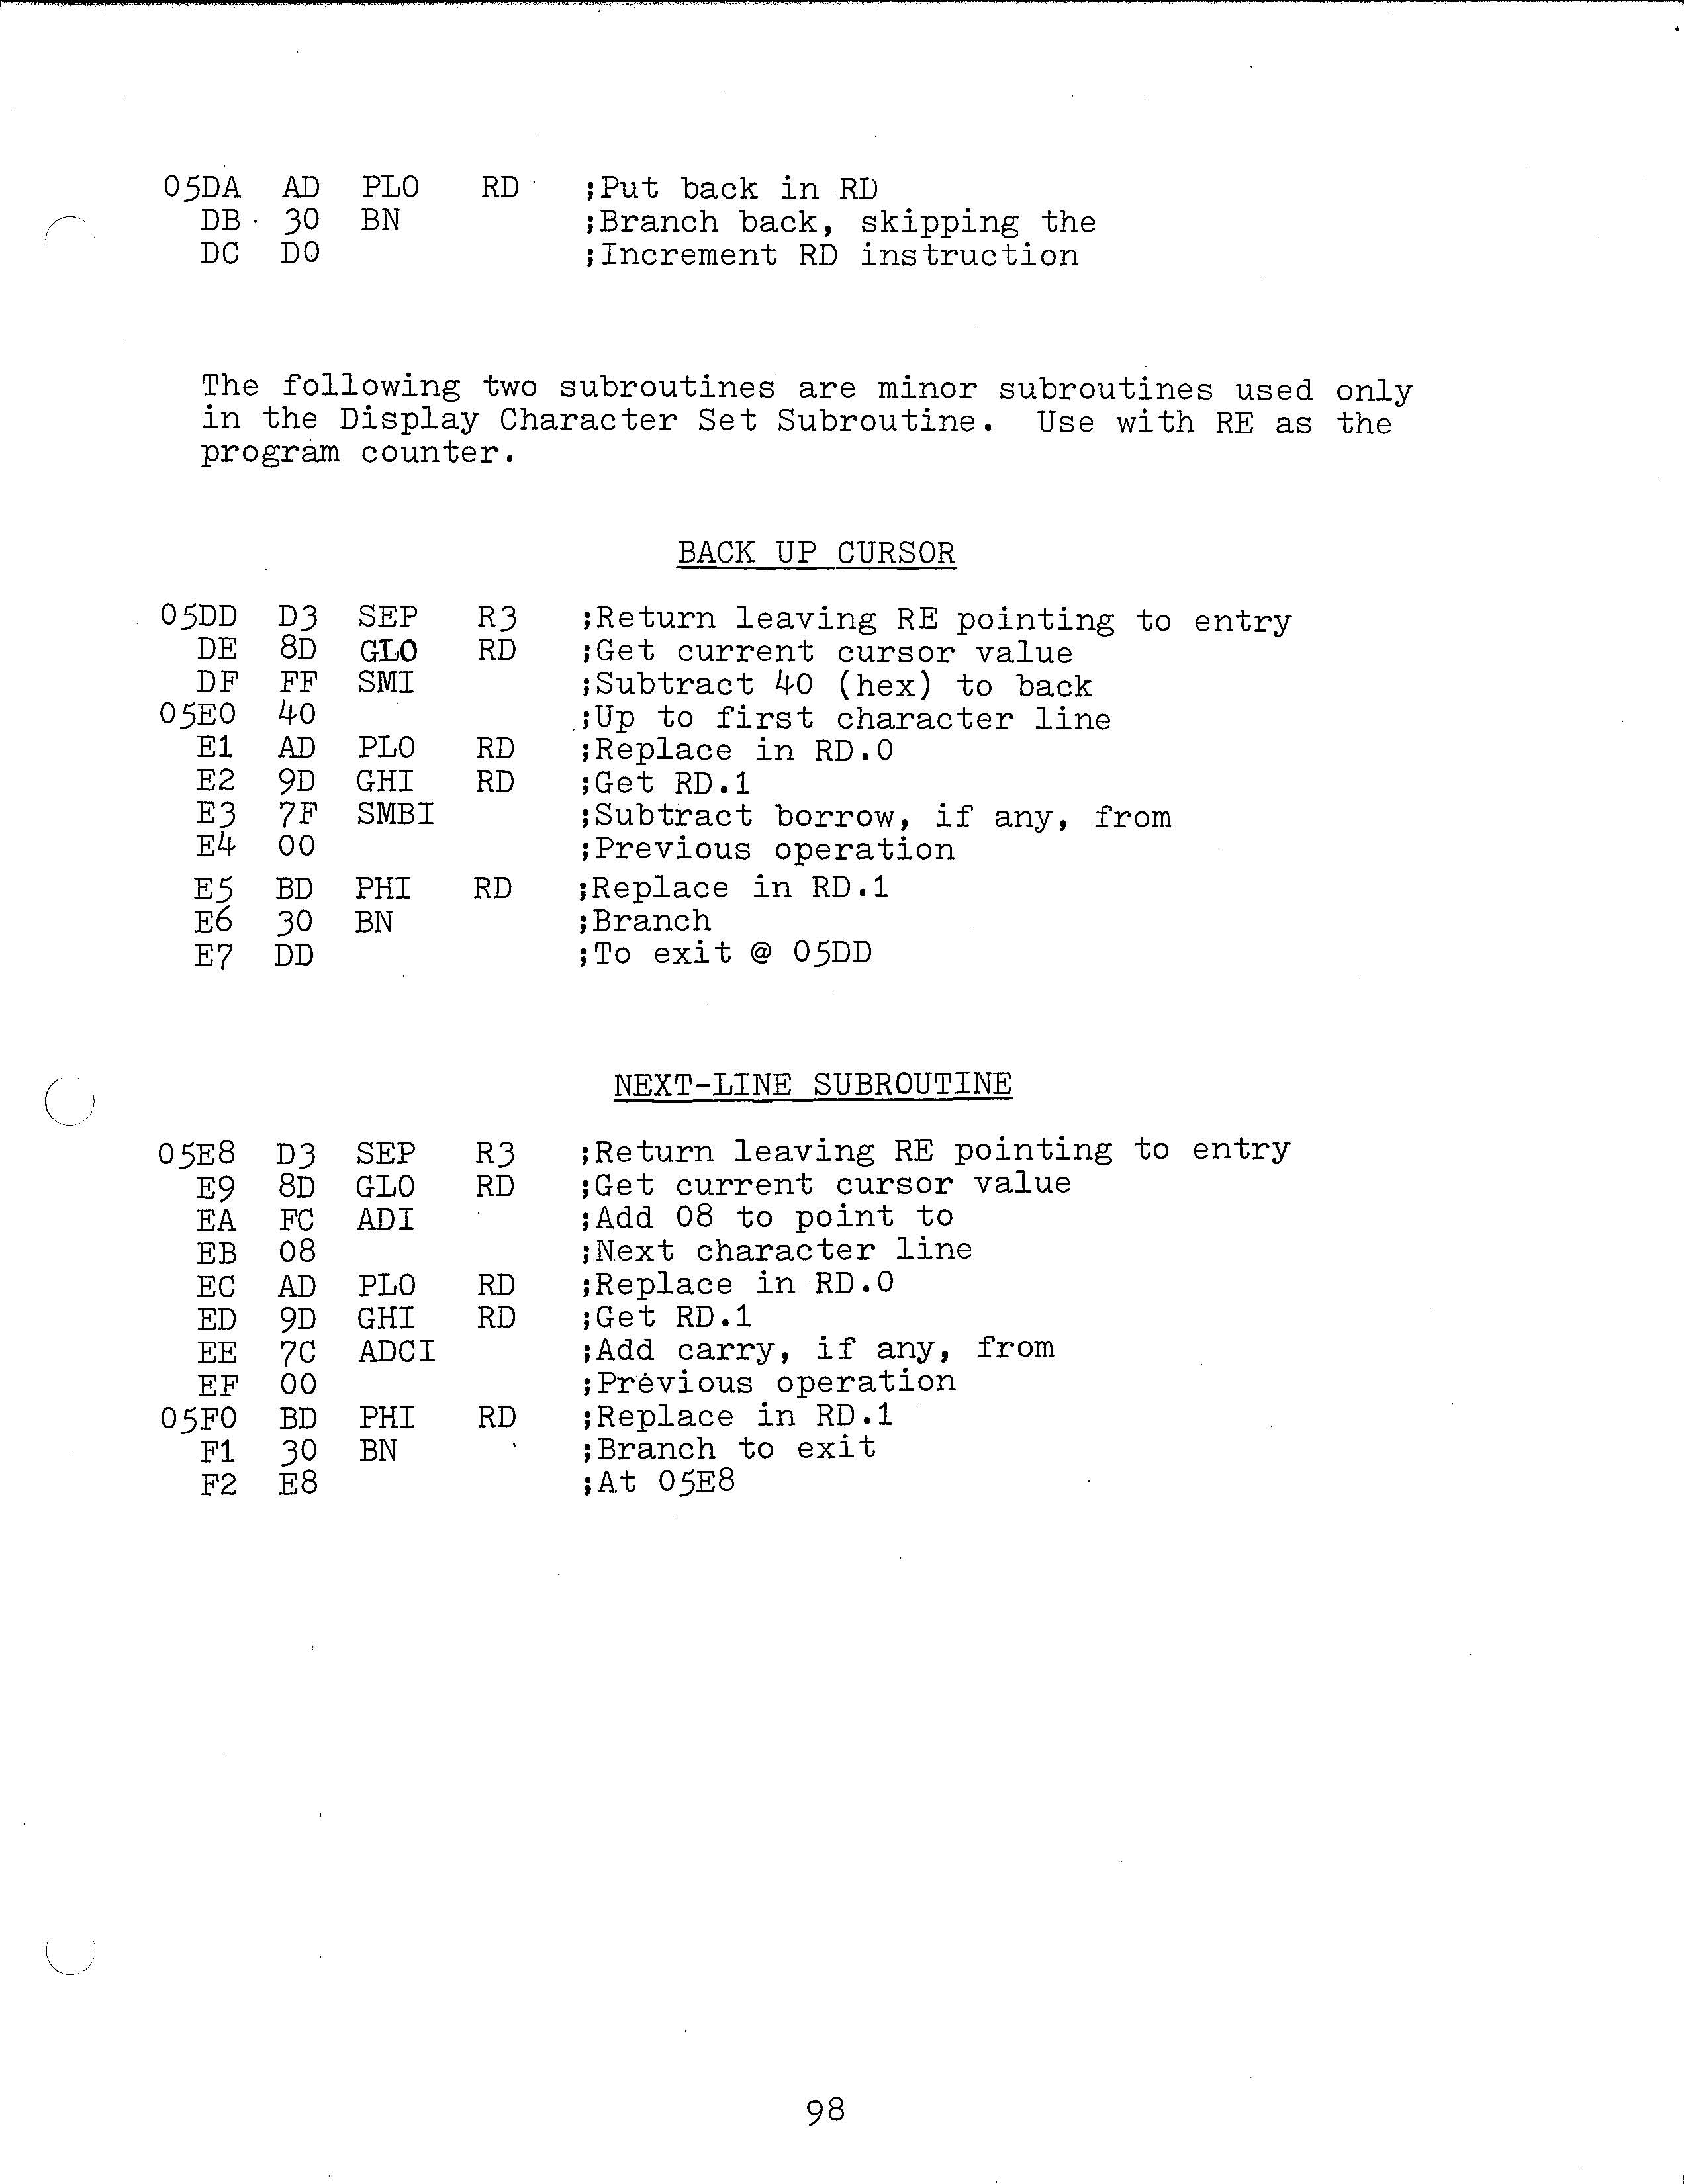 05DA AD PLO RD ;Put back in RD
DB 30 BN ;Branch back, skipping the
DC D0 ;Increment RD instruction
The following two subroutines are minor subroutines used only
in the Display Character Set Subroutine. Use with RE as the
program counter.
BACK UP CURSOR
05DD D3 SEP R3 ;Return leaving RE pointing to entry
DE 8D GLO RD ;Get current cursor value
DF FF SMI ;Subtract 40 (hex) to back
05E0 40 ;Up to first character line
E1 AD PLO RD ;Replace in RD.0
E2 9D GHI RD ;Get RD.1
E3 7F SMBI ;Subtract borrow, if any, from
E4 00 ;Previous operation
E5 BD PHI RD ;Replace in RD.1
E6 30 BN ;Branch
E7 DD ;To exit @ 05DD
NEXT-LINE SUBROUTINE
05E8 D3 SEP R3 ;Return leaving RE pointing to entry
E9 8D GLO RD ;Get current cursor value
EA FC ADI ;Add 08 to point to
EB 08 ;Next character line
EC AD PLO RD ;Replace in RD.0
ED 9D GHI RD ;Get RD.1
EE 7C ADCI ;Add carry, if any, from
EF 00 ;Previous operation
05F0 BD PHI RD ;Replace in RD.1
F1 30 BN ;Branch to exit
F2 E8 ;At 05E8
98